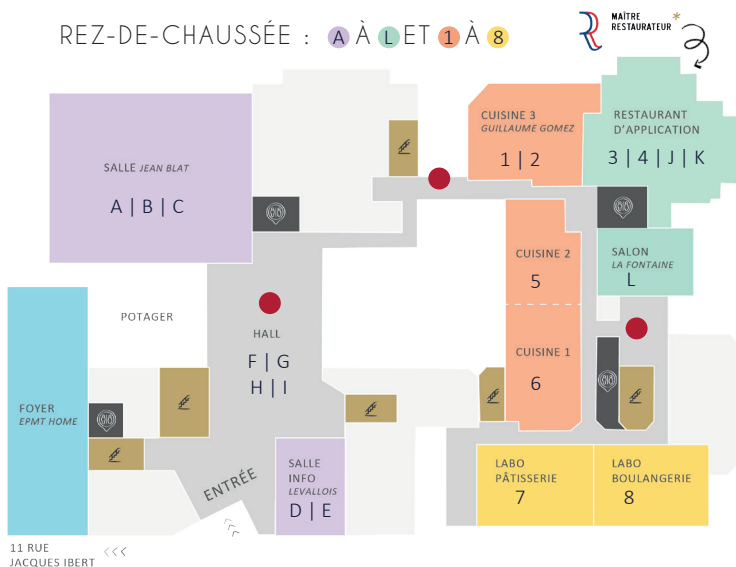 REZ-DE-CHAUSSÉE : A À L ET 1 À 8
MAÎTRE
RESTAURATEUR *
CUISINE 3
GUILLAUME GOMEZ
1 | 2
RESTAURANT
D'APPLICATION
3 | 4 | J | K
SALLE JEAN BLAT
A | B | C
CUISINE 2
5
SALON
LA FONTAINE
L
POTAGER
HALL
F | G
H | I
CUISINE 1
6
FOYER
EPMT HOME
ENTRÉE
SALLE
INFO
LEVALLOIS
D | E
LABO
PÂTISSERIE
7
LABO
BOULANGERIE
8
11 RUE
JACQUES IBERT